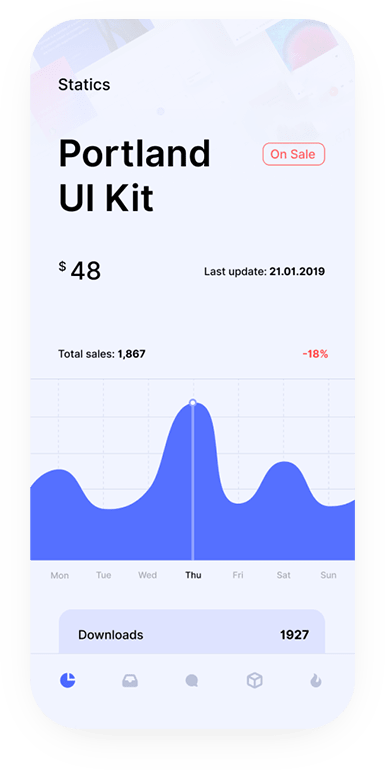 Statics
Portland
On Sale
UI Kit
$ 48
Last update: 21.01.2019
Total sales: 1,867
-18%
Mon Tue Wed Thu Fri Sat Sun
Downloads 1927